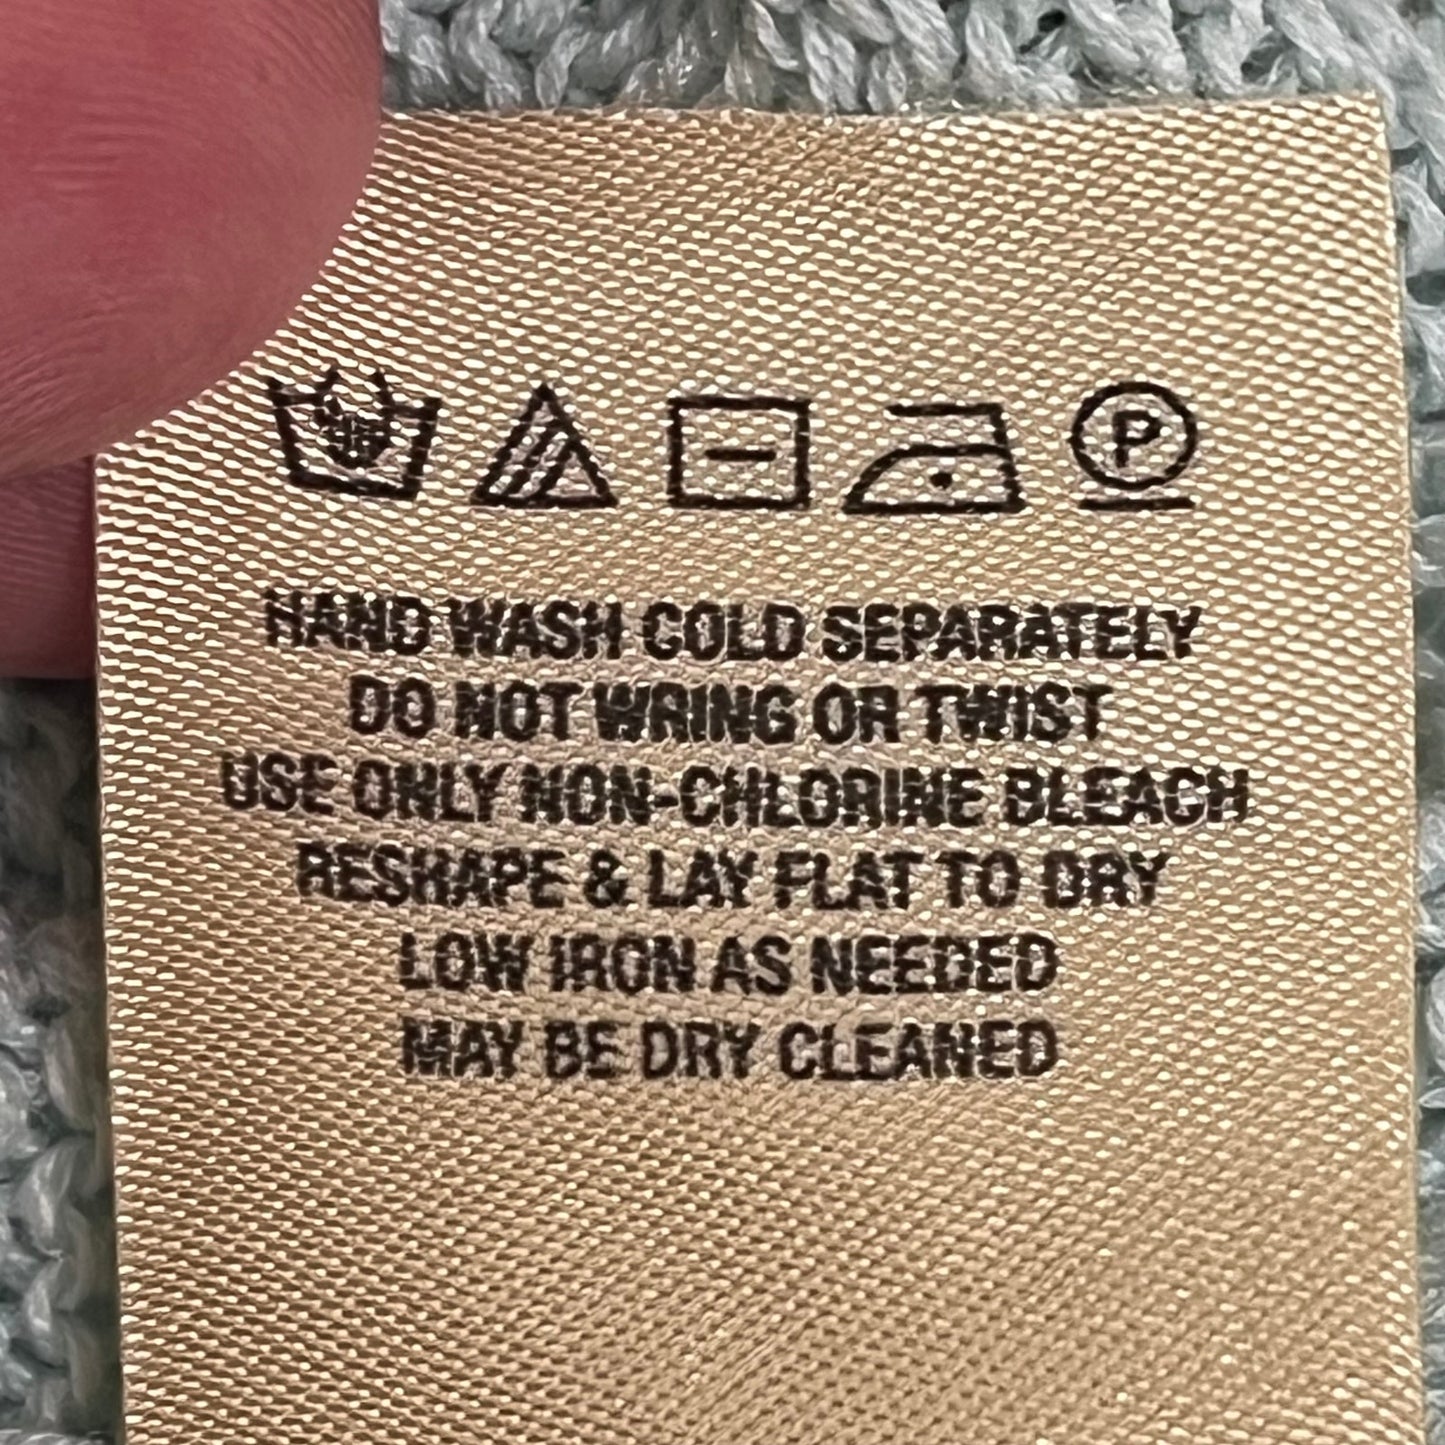 P
HAND WASH COLD SEPARATELY
DO NOT WRING OR TWIST
USE ONLY NON-CHLORINE BLEACH
RESHAPE & LAY FLAT TO DRY
LOW IRON AS NEEDED
MAY BE DRY CLEANED